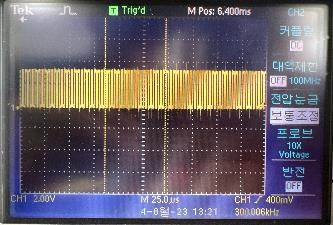 Tek
T Trig'd
M Pos: 6.400ms
CH2
커플링
DC
대역제한
OFF 100MHz
전압눈금
보통조정
프로브
10X
Voltage
반전
OFF
CH1 2.00V
M 25.0us
CH1 / 400mV
4-8월-23 13:21
300.006kHz